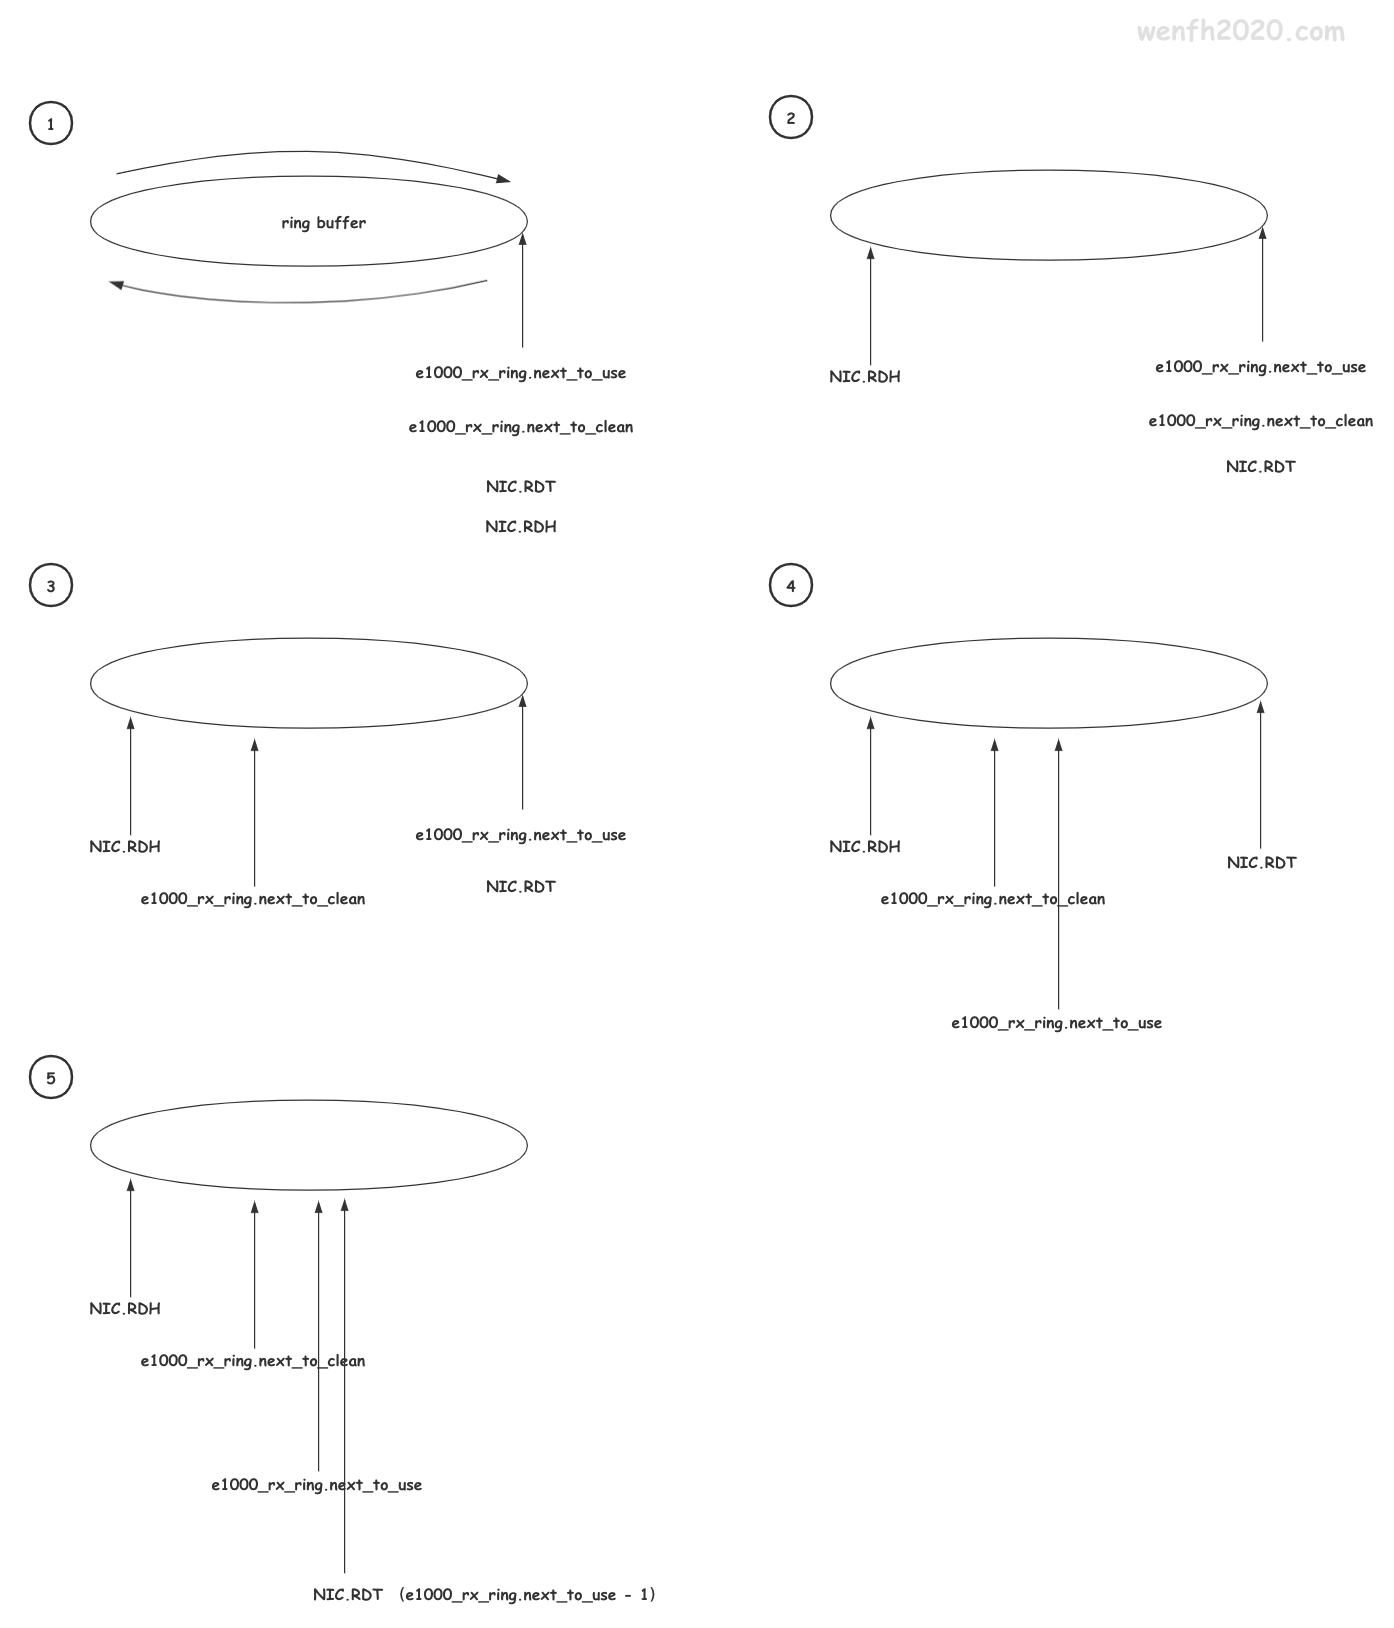 wenfh2020.com
1
ring buffer
e1000_rx_ring.next_to_use
e1000_rx_ring.next_to_clean
NIC.RDT
NIC.RDH
2
NIC.RDH
e1000_rx_ring.next_to_use
e1000_rx_ring.next_to_clean
NIC.RDT
3
NIC.RDH
e1000_rx_ring.next_to_use
NIC.RDT
e1000_rx_ring.next_to_clean
4
NIC.RDH
NIC.RDT
e1000_rx_ring.next_to_clean
e1000_rx_ring.next_to_use
5
NIC.RDH
e1000_rx_ring.next_to_clean
e1000_rx_ring.next_to_use
NIC.RDT (e1000_rx_ring.next_to_use - 1)